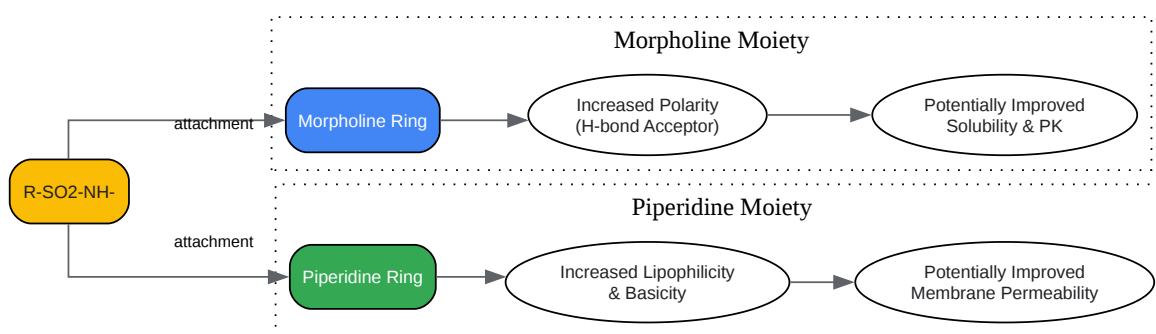 Morpholine Moiety
attachment
Morpholine Ring
Increased Polarity
(H-bond Acceptor)
Potentially Improved
Solubility & PK
R-SO2-NH-
Piperidine Moiety
attachment
Piperidine Ring
Increased Lipophilicity
& Basicity
Potentially Improved
Membrane Permeability